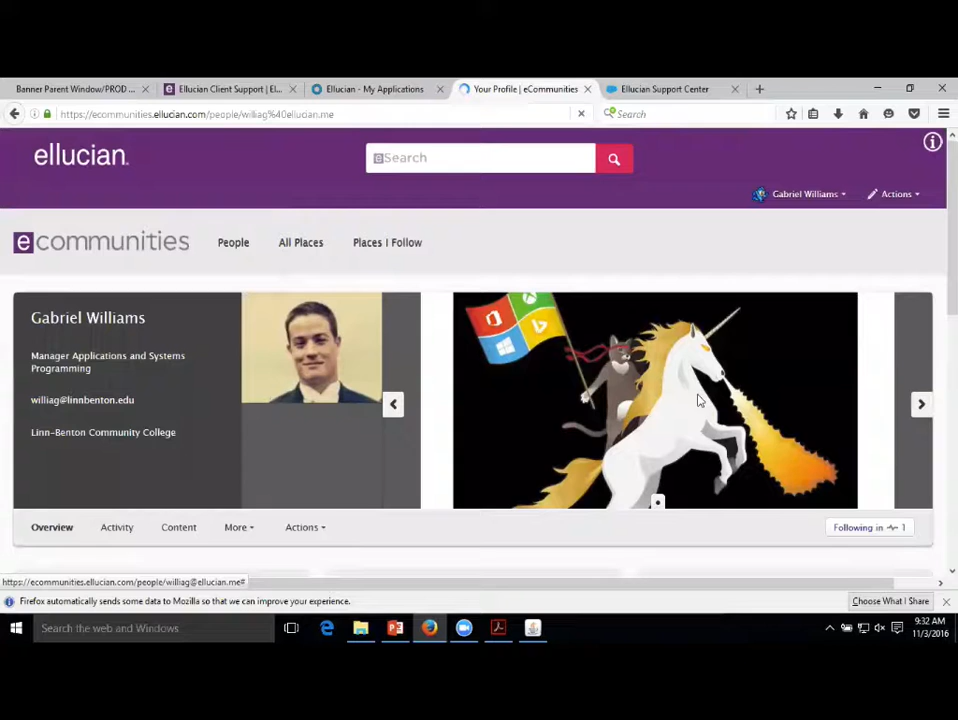 Banner Parent Window/PROD ...
Ellucian Client Support | El...
Ellucian - My Applications
Your Profile | eCommunities
Ellucian Support Center
https://ecommunities.ellucian.com/people/williag%40ellucian.me
Search
ellucian.
eSearch
Gabriel Williams
Actions
ecommunities
People
All Places
Places I Follow
Gabriel Williams
Manager Applications and Systems
Programming
williag@linnbenton.edu
Linn-Benton Community College
Overview
Activity
Content
More
Actions
Following in 1
https://ecommunities.ellucian.com/people/williag@ellucian.me#
Firefox automatically sends some data to Mozilla so that we can improve your experience.
Choose What I Share
Search the web and Windows
9:32 AM
11/3/2016